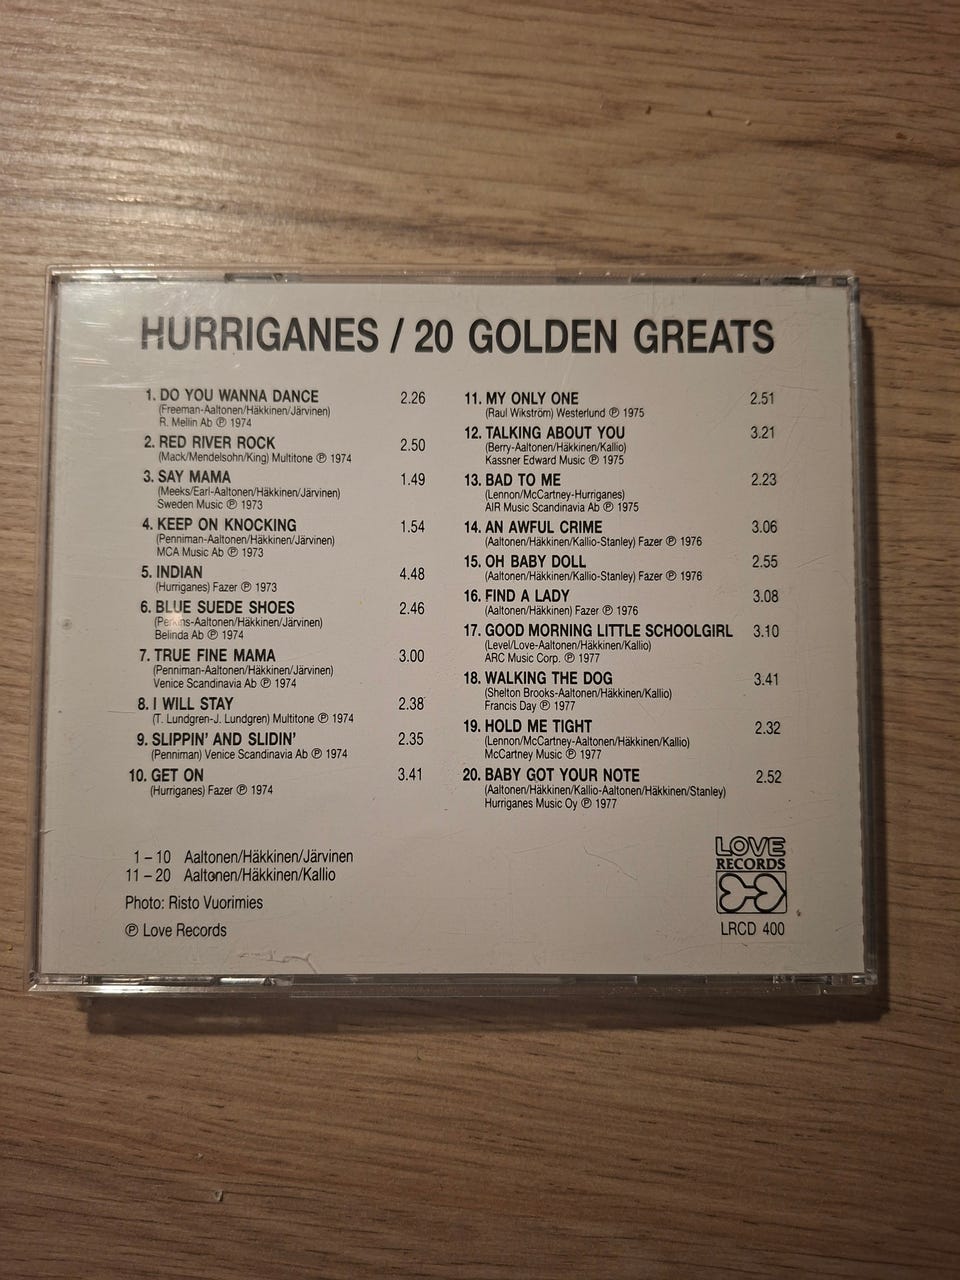 HURRIGANES / 20 GOLDEN GREATS
1. DO YOU WANNA DANCE 2.26
(Freeman-Aaltonen/Häkkinen/Järvinen)
R. Mellin Ab ℗ 1974
2. RED RIVER ROCK 2.50
(Mack/Mendelsohn/King) Multitone ℗ 1974
3. SAY MAMA 1.49
(Meeks/Earl-Aaltonen/Häkkinen/Järvinen)
Sweden Music ℗ 1973
4. KEEP ON KNOCKING 1.54
(Penniman-Aaltonen/Häkkinen/Järvinen)
MCA Music Ab ℗ 1973
5. INDIAN 4.48
(Hurriganes) Fazer ℗ 1973
6. BLUE SUEDE SHOES 2.46
(Perkins-Aaltonen/Häkkinen/Järvinen)
Belinda Ab ℗ 1974
7. TRUE FINE MAMA 3.00
(Penniman-Aaltonen/Häkkinen/Järvinen)
Venice Scandinavia Ab ℗ 1974
8. I WILL STAY 2.38
(T. Lundgren-J. Lundgren) Multitone ℗ 1974
9. SLIPPIN' AND SLIDIN' 2.35
(Penniman) Venice Scandinavia Ab ℗ 1974
10. GET ON 3.41
(Hurriganes) Fazer ℗ 1974
11. MY ONLY ONE 2.51
(Raul Wikström) Westerlund ℗ 1975
12. TALKING ABOUT YOU 3.21
(Berry-Aaltonen/Häkkinen/Kallio)
Kassner Edward Music ℗ 1975
13. BAD TO ME 2.23
(Lennon/McCartney-Hurriganes)
AIR Music Scandinavia Ab ℗ 1975
14. AN AWFUL CRIME 3.06
(Aaltonen/Häkkinen/Kallio-Stanley) Fazer ℗ 1976
15. OH BABY DOLL 2.55
(Aaltonen/Häkkinen/Kallio-Stanley) Fazer ℗ 1976
16. FIND A LADY 3.08
(Aaltonen/Häkkinen) Fazer ℗ 1976
17. GOOD MORNING LITTLE SCHOOLGIRL 3.10
(Level/Love-Aaltonen/Häkkinen/Kallio)
ARC Music Corp. ℗ 1977
18. WALKING THE DOG 3.41
(Shelton Brooks-Aaltonen/Häkkinen/Kallio)
Francis Day ℗ 1977
19. HOLD ME TIGHT 2.32
(Lennon/McCartney-Aaltonen/Häkkinen/Kallio)
McCartney Music ℗ 1977
20. BABY GOT YOUR NOTE 2.52
(Aaltonen/Häkkinen/Kallio-Aaltonen/Häkkinen/Stanley)
Hurriganes Music Oy ℗ 1977
1 – 10 Aaltonen/Häkkinen/Järvinen
11 – 20 Aaltonen/Häkkinen/Kallio
Photo: Risto Vuorimies
℗ Love Records
LOVE
RECORDS
LRCD 400